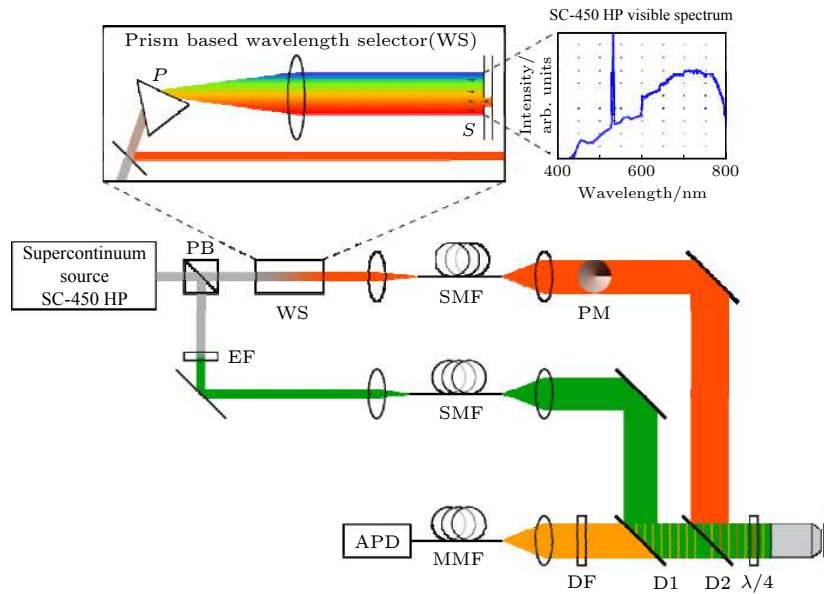 SC-450 HP visible spectrum
Prism based wavelength selector(WS)
P
S
Intensity/
arb. units
400 600 800
Wavelength/nm
Supercontinuum
source
SC-450 HP
PB
WS
SMF
PM
EF
SMF
APD
MMF
DF
D1
D2
λ/4